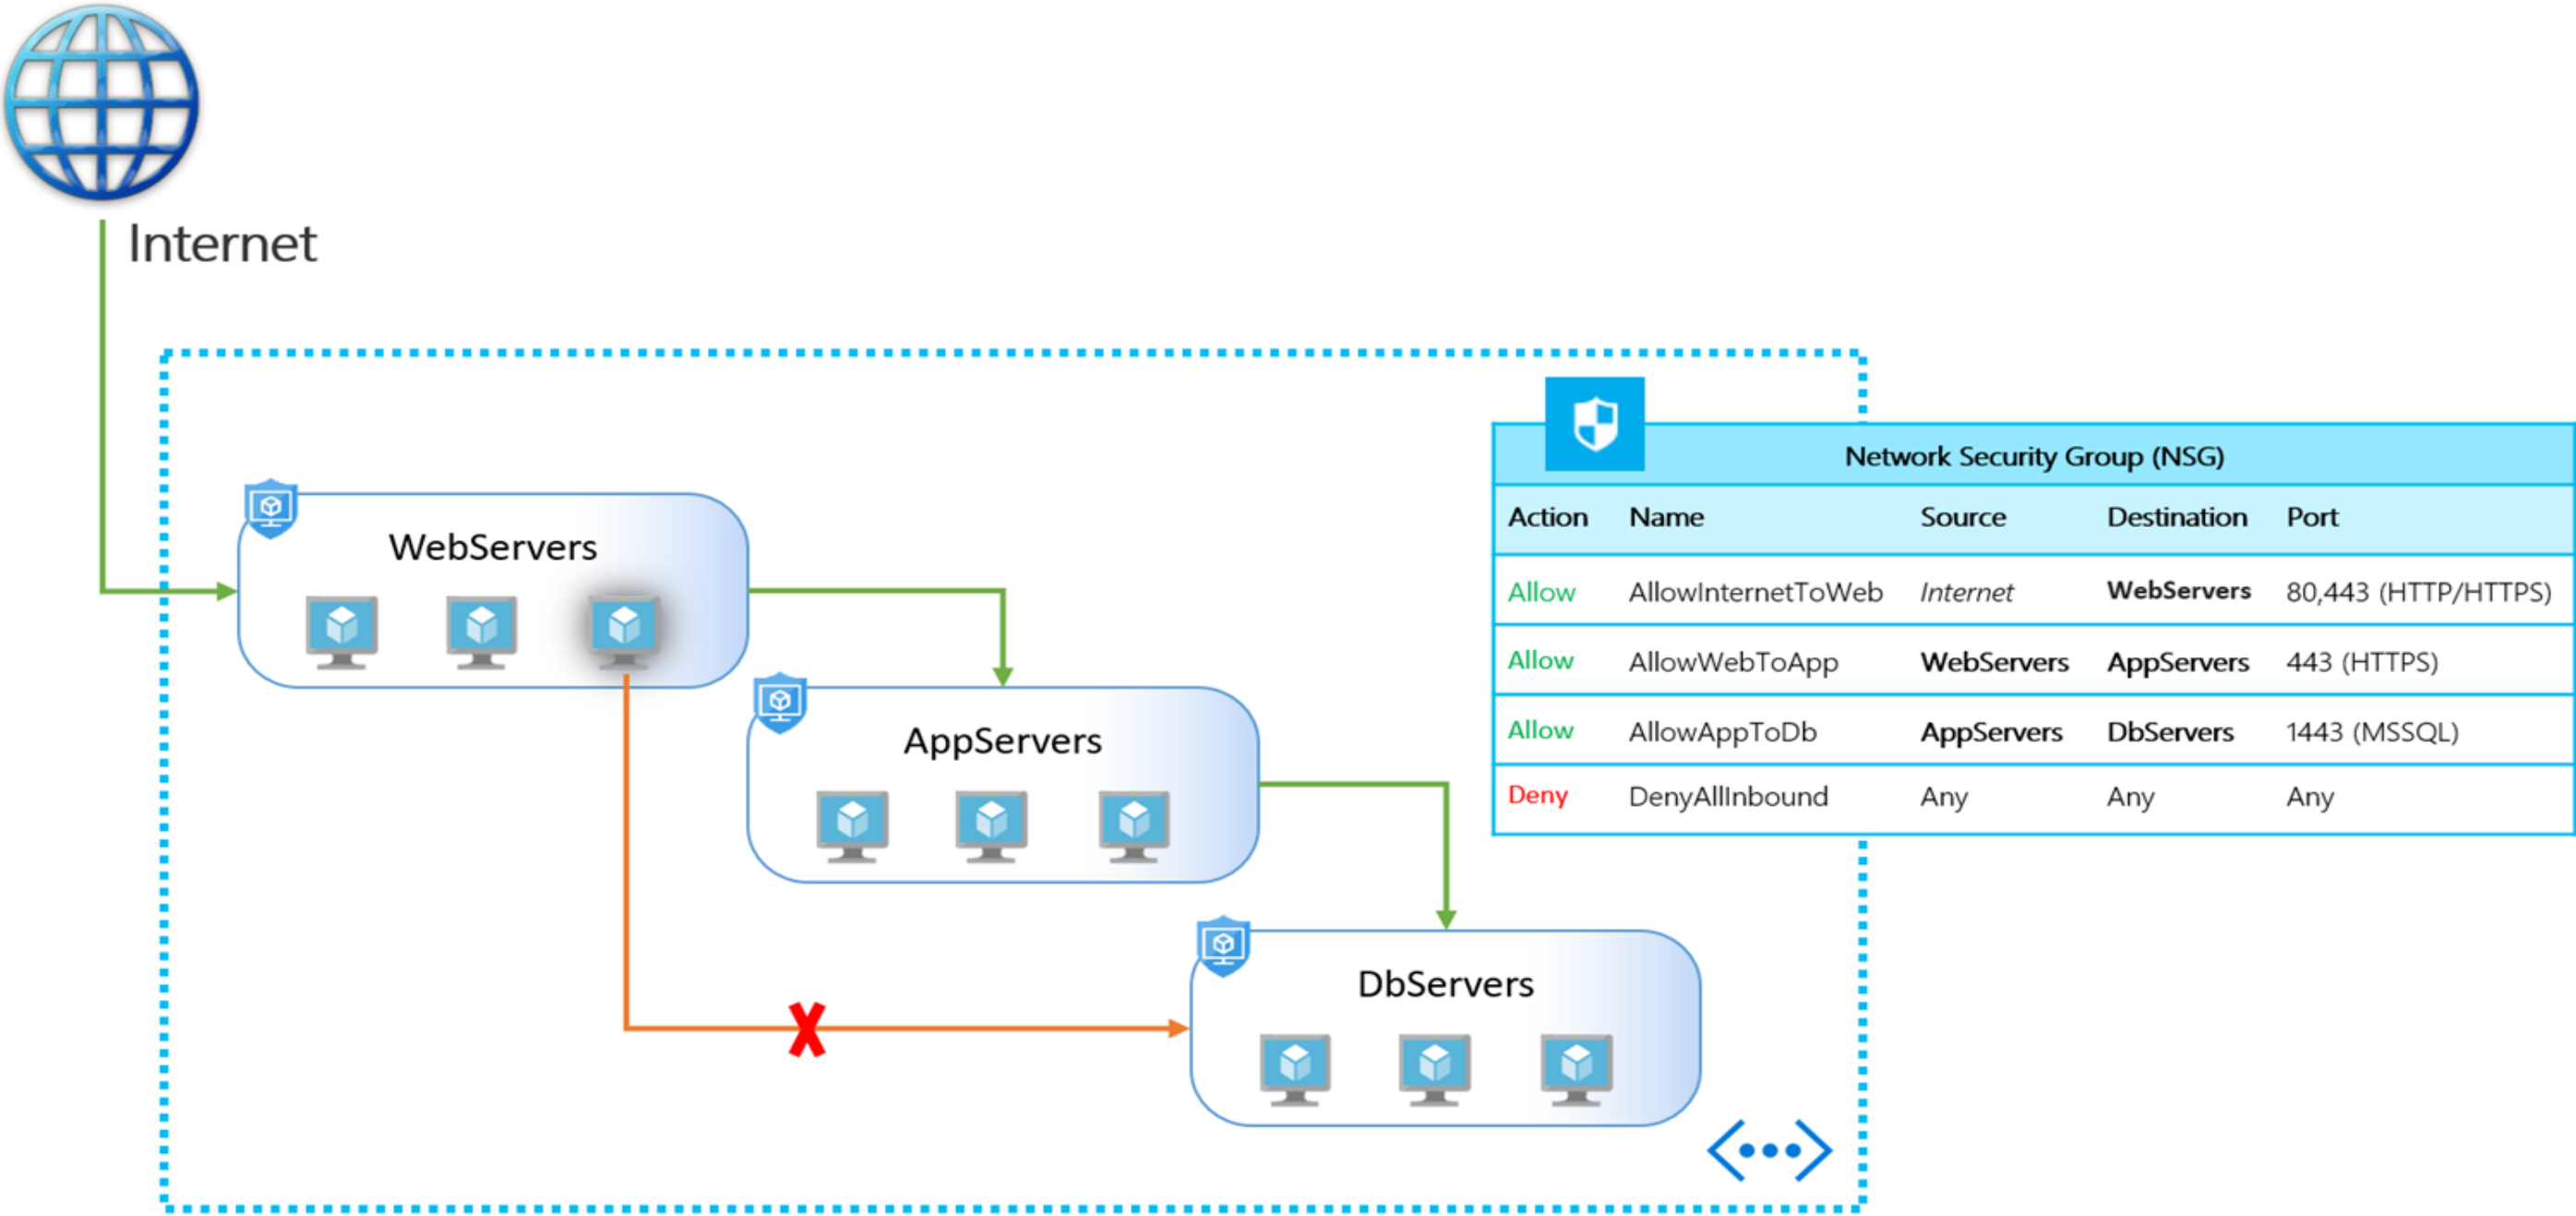 Internet
WebServers
AppServers
DbServers
Network Security Group (NSG)
Action Name Source Destination Port
Allow AllowInternetToWeb Internet WebServers 80,443 (HTTP/HTTPS)
Allow AllowWebToApp WebServers AppServers 443 (HTTPS)
Allow AllowAppToDb AppServers DbServers 1443 (MSSQL)
Deny DenyAllInbound Any Any Any